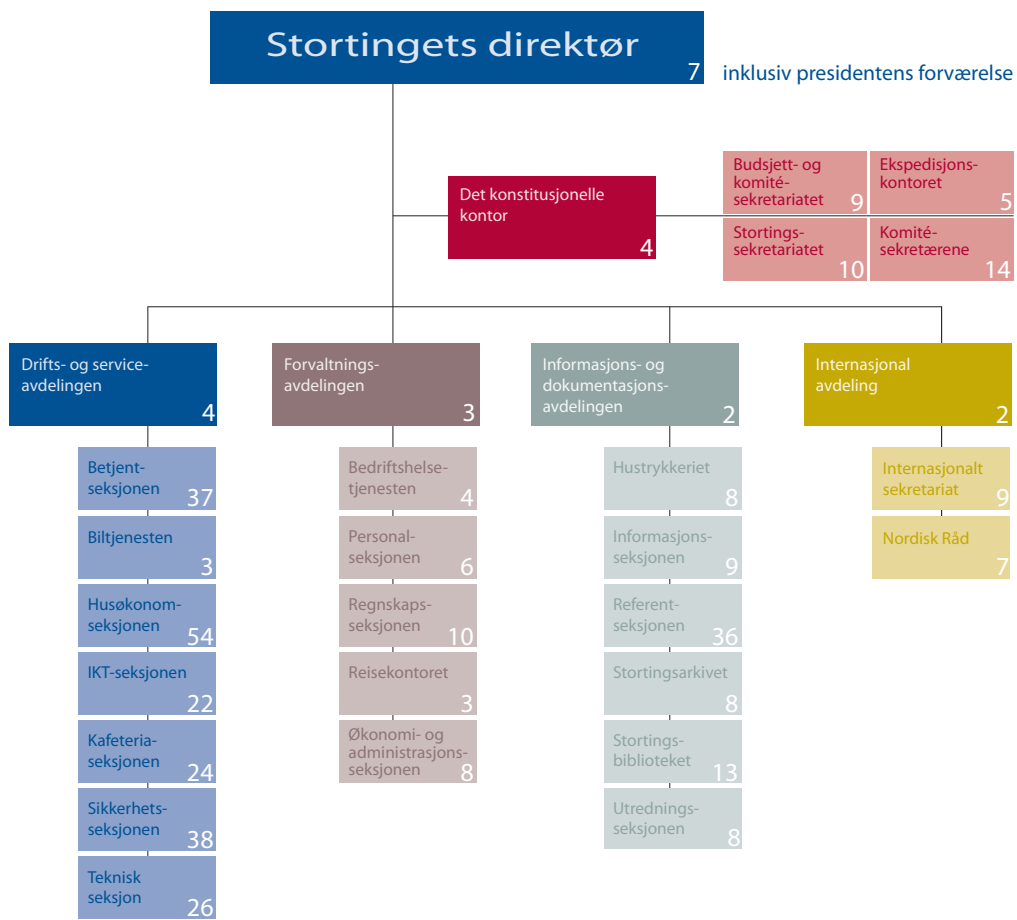 Stortingets direktør
7
inklusiv presidentens forværelse
Det konstitusjonelle
kontor
4
Budsjett- og
komité-
sekretariatet
9
Ekspedisjons-
kontoret
5
Stortings-
sekretariatet
10
Komité-
sekretærene
14
Drifts- og service-
avdelingen
4
Betjent-
seksjonen
37
Biltjenesten
3
Husøkonom-
seksjonen
54
IKT-seksjonen
22
Kafeteria-
seksjonen
24
Sikkerhets-
seksjonen
38
Teknisk
seksjon
26
Forvaltnings-
avdelingen
3
Bedriftshelse-
tjenesten
4
Personal-
seksjonen
6
Regnskaps-
seksjonen
10
Reisekontoret
3
Økonomi- og
administrasjons-
seksjonen
8
Informasjons- og
dokumentasjons-
avdelingen
2
Hustrykkeriet
8
Informasjons-
seksjonen
9
Referent-
seksjonen
36
Stortingsarkivet
8
Stortings-
biblioteket
13
Utrednings-
seksjonen
8
Internasjonal
avdeling
2
Internasjonalt
sekretariat
9
Nordisk Råd
7